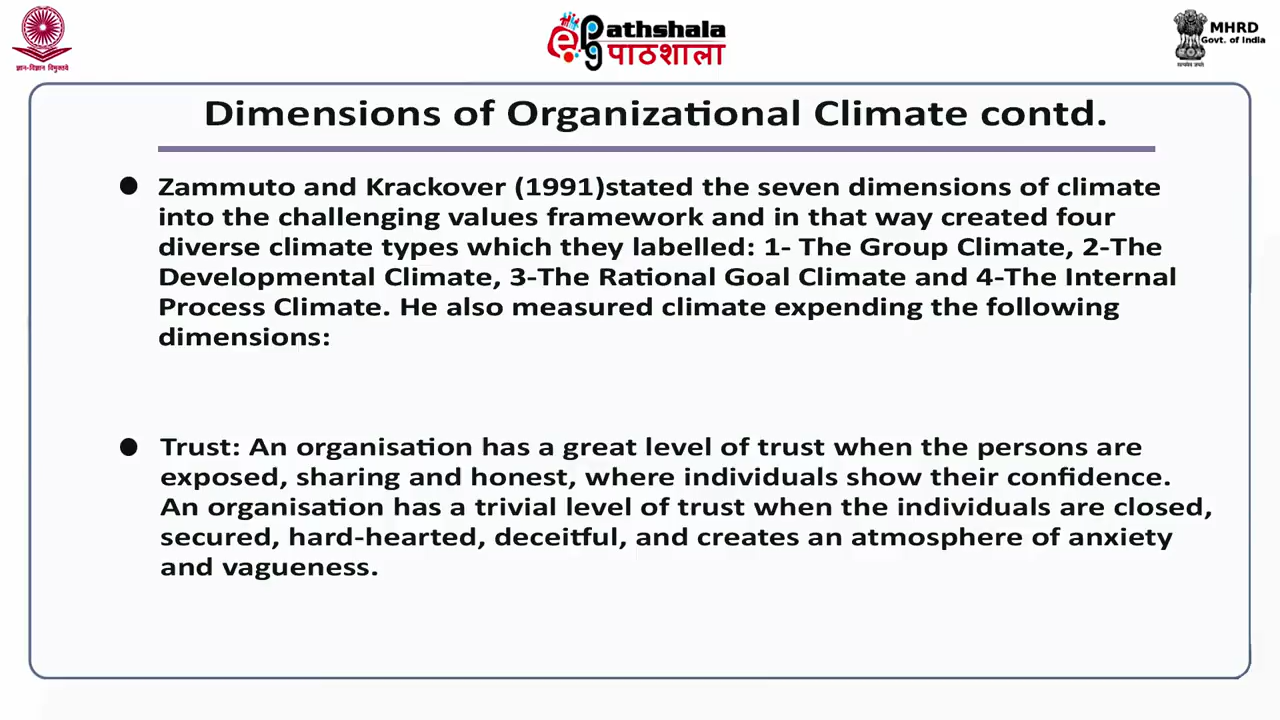 ज्ञान-विज्ञान विमुक्तये
e pg Pathshala
पाठशाला
MHRD
Govt. of India
सत्यमेव जयते
Dimensions of Organizational Climate contd.
Zammuto and Krackover (1991)stated the seven dimensions of climate
into the challenging values framework and in that way created four
diverse climate types which they labelled: 1- The Group Climate, 2-The
Developmental Climate, 3-The Rational Goal Climate and 4-The Internal
Process Climate. He also measured climate expending the following
dimensions:
Trust: An organisation has a great level of trust when the persons are
exposed, sharing and honest, where individuals show their confidence.
An organisation has a trivial level of trust when the individuals are closed,
secured, hard-hearted, deceitful, and creates an atmosphere of anxiety
and vagueness.